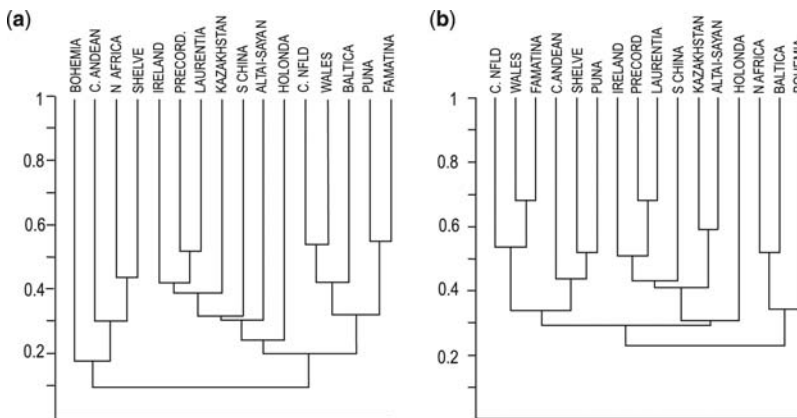 (a)
BOHEMIA
C. ANDEAN
N AFRICA
SHELVE
IRELAND
PRECORD.
LAURENTIA
KAZAKHSTAN
S CHINA
ALTAI-SAYAN
HOLONDA
C. NFLD
WALES
BALTICA
PUNA
FAMATINA
1
0.8
0.6
0.4
0.2
(b)
C. NFLD
WALES
FAMATINA
C.ANDEAN
SHELVE
PUNA
IRELAND
PRECORD
LAURENTIA
S CHINA
KAZAKHSTAN
ALTAI-SAYAN
HOLONDA
N AFRICA
BALTICA
BOHEMIA
1
0.8
0.6
0.4
0.2